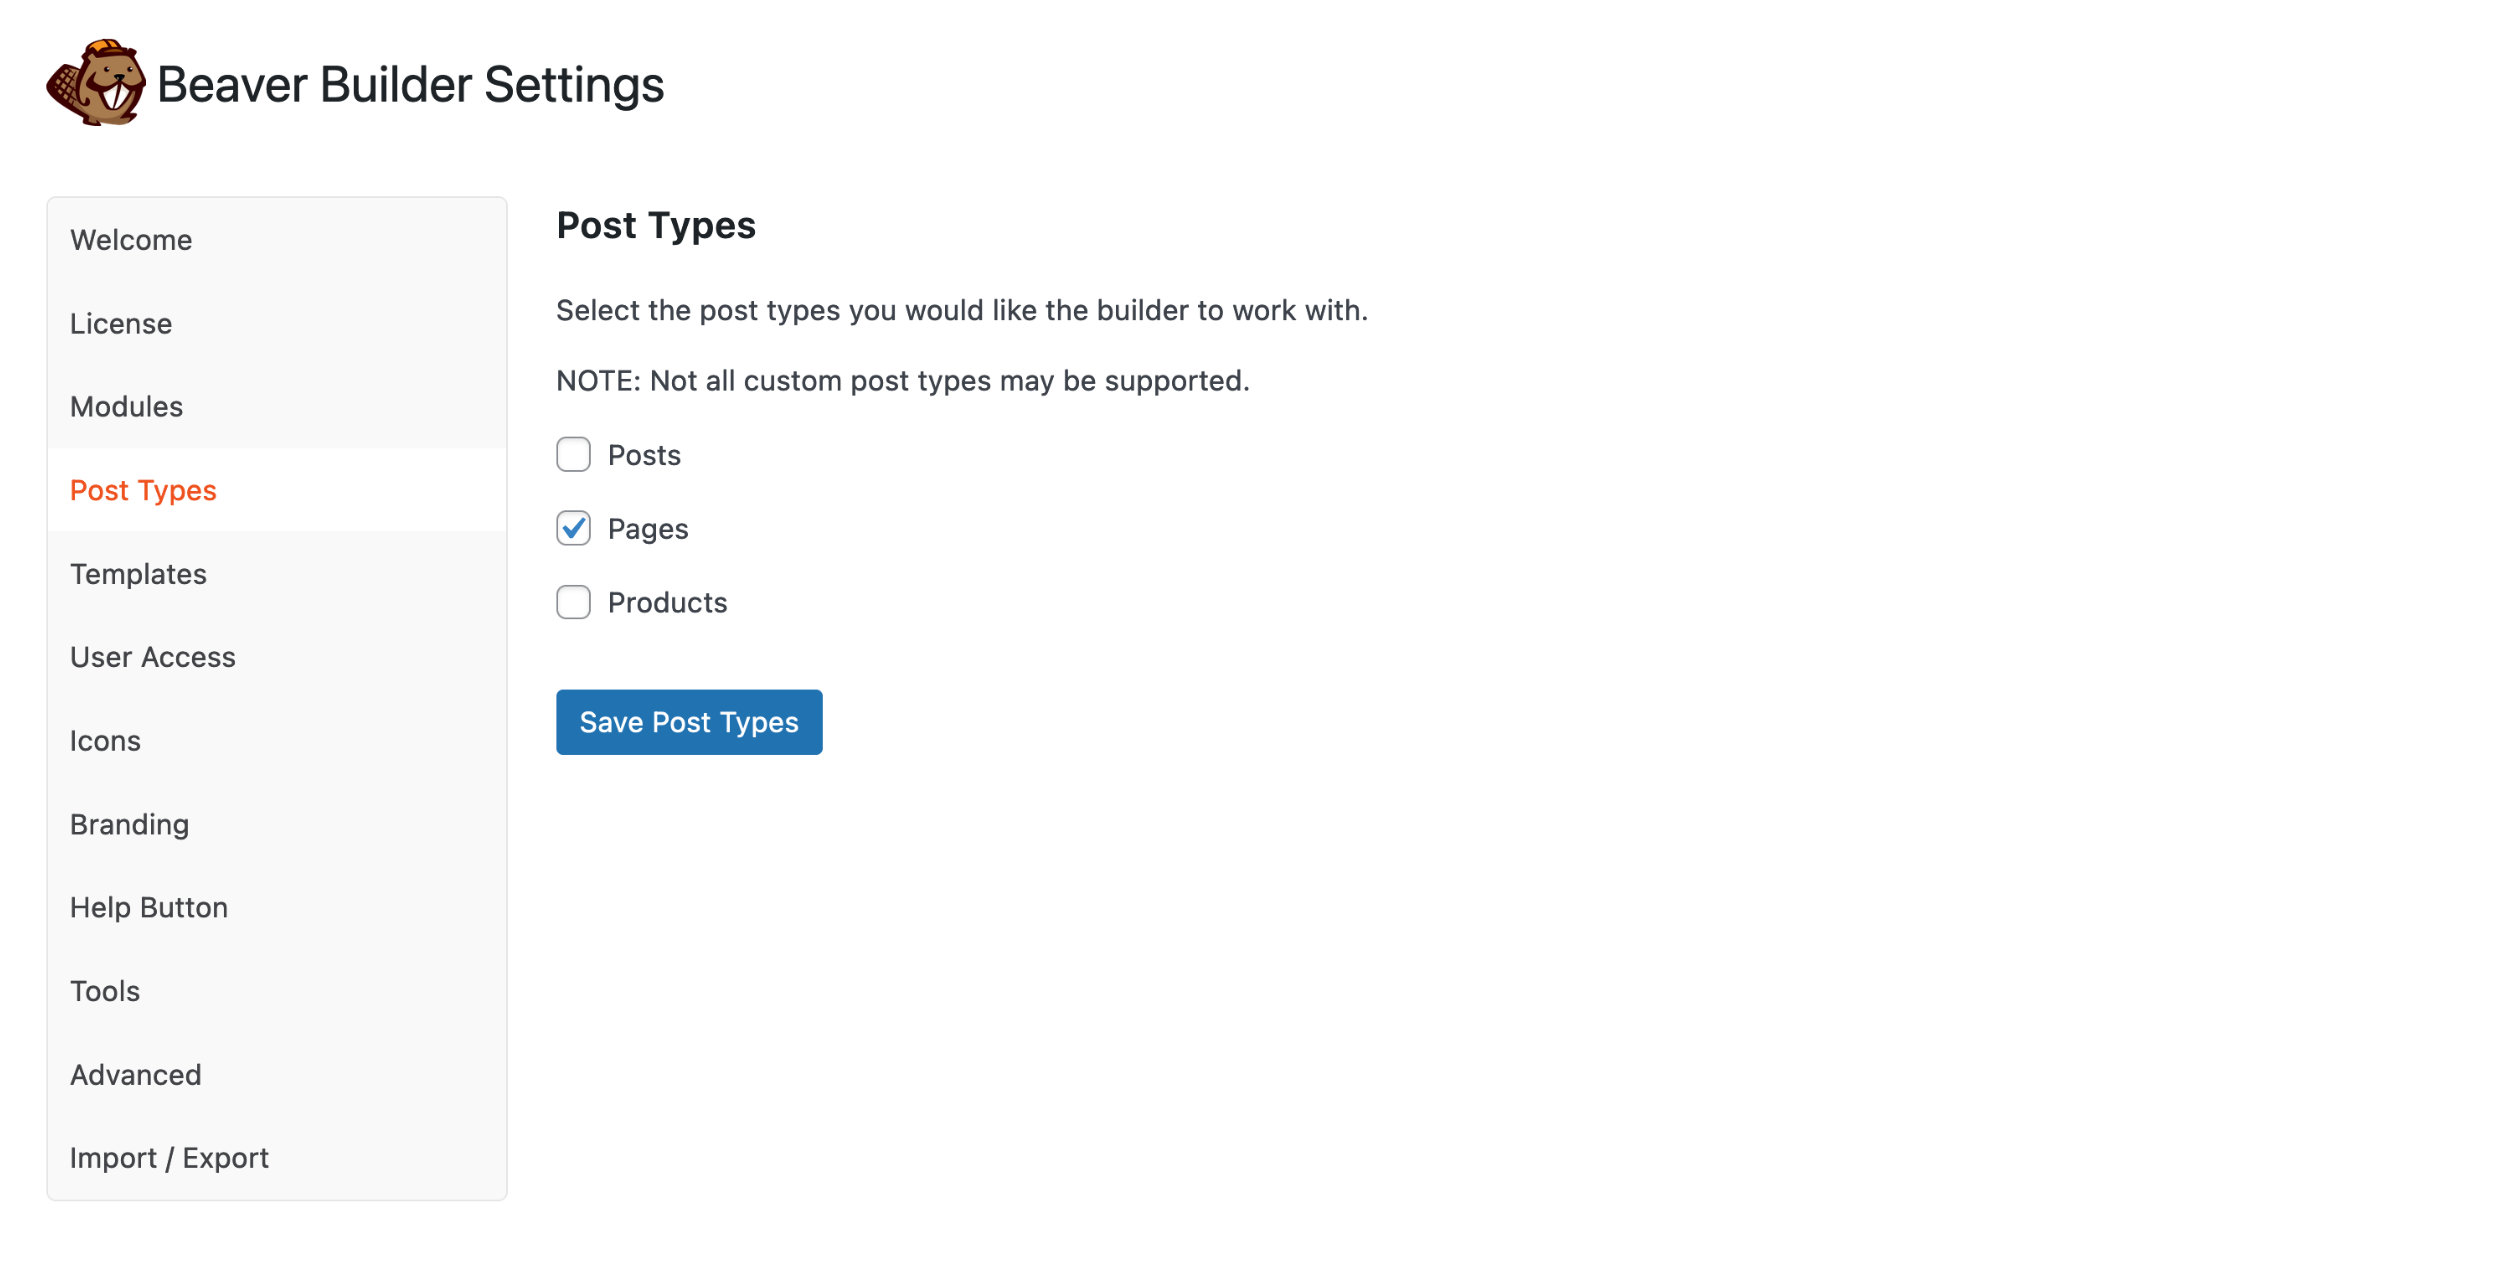 Beaver Builder Settings
Welcome
License
Modules
Post Types
Templates
User Access
Icons
Branding
Help Button
Tools
Advanced
Import / Export
Post Types
Select the post types you would like the builder to work with.
NOTE: Not all custom post types may be supported.
Posts
Pages
Products
Save Post Types